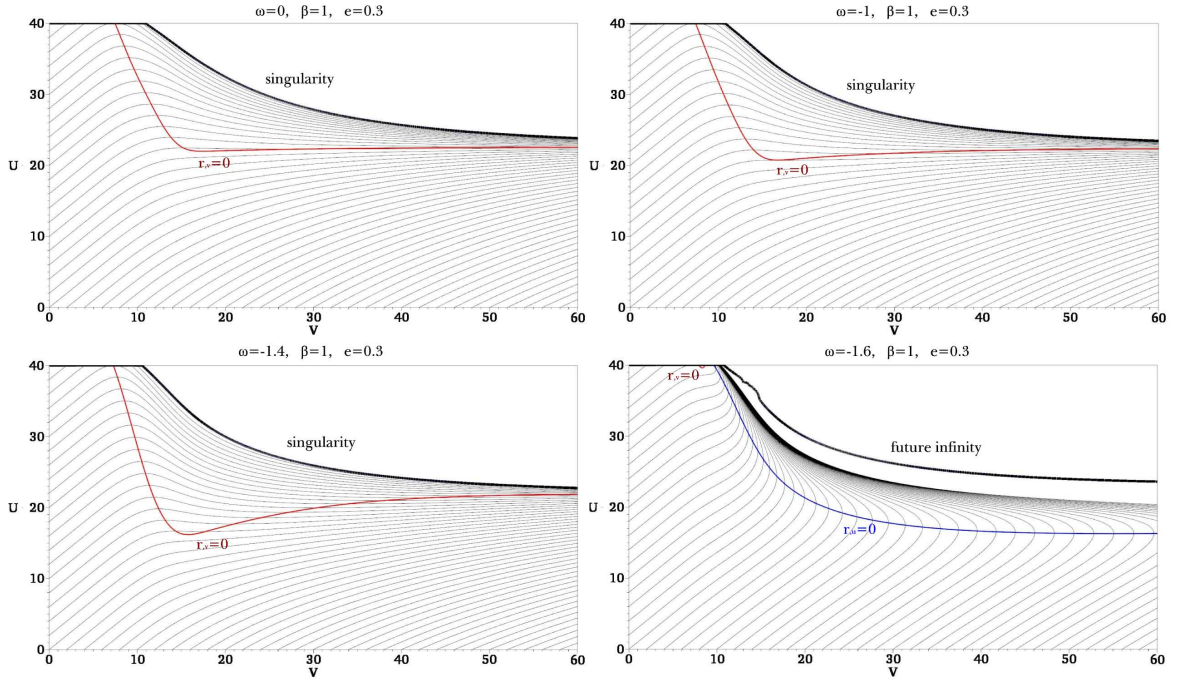 ω=0, β=1, e=0.3
40
30
20
10
0
U
singularity
r,v=0
0 10 20 30 40 50 60
V
ω=-1, β=1, e=0.3
40
30
20
10
0
U
singularity
r,v=0
0 10 20 30 40 50 60
V
ω=-1.4, β=1, e=0.3
40
30
20
10
0
U
singularity
r,v=0
0 10 20 30 40 50 60
V
ω=-1.6, β=1, e=0.3
40
30
20
10
0
U
r,v=0
future infinity
r,u=0
0 10 20 30 40 50 60
V